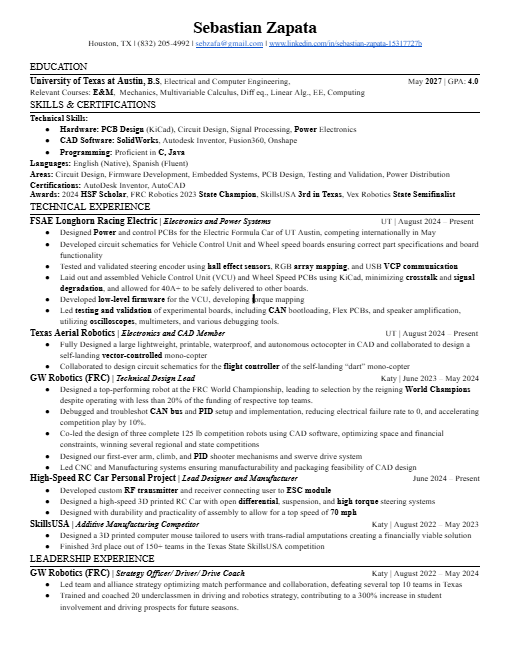 Sebastian Zapata
Houston, TX | (832) 205-4992 | sebzafa@gmail.com | www.linkedin.com/in/sebastian-zapata-15317727b
EDUCATION
University of Texas at Austin, B.S, Electrical and Computer Engineering, May 2027 | GPA: 4.0
Relevant Courses: E&M, Mechanics, Multivariable Calculus, Diff eq., Linear Alg., EE, Computing
SKILLS & CERTIFICATIONS
Technical Skills:
● Hardware: PCB Design (KiCad), Circuit Design, Signal Processing, Power Electronics
● CAD Software: SolidWorks, Autodesk Inventor, Fusion360, Onshape
● Programming: Proficient in C, Java
Languages: English (Native), Spanish (Fluent)
Areas: Circuit Design, Firmware Development, Embedded Systems, PCB Design, Testing and Validation, Power Distribution
Certifications: AutoDesk Inventor, AutoCAD
Awards: 2024 HSF Scholar, FRC Robotics 2023 State Champion, SkillsUSA 3rd in Texas, Vex Robotics State Semifinalist
TECHNICAL EXPERIENCE
FSAE Longhorn Racing Electric | Electronics and Power Systems UT | August 2024 – Present
● Designed Power and control PCBs for the Electric Formula Car of UT Austin, competing internationally in May
● Developed circuit schematics for Vehicle Control Unit and Wheel speed boards ensuring correct part specifications and board
functionality
● Tested and validated steering encoder using hall effect sensors, RGB array mapping, and USB VCP communication
● Laid out and assembled Vehicle Control Unit (VCU) and Wheel Speed PCBs using KiCad, minimizing crosstalk and signal
degradation, and allowed for 40A+ to be safely delivered to other boards.
● Developed low-level firmware for the VCU, developing torque mapping
● Led testing and validation of experimental boards, including CAN bootloading, Flex PCBs, and speaker amplification,
utilizing oscilloscopes, multimeters, and various debugging tools.
Texas Aerial Robotics | Electronics and CAD Member UT | August 2024 – Present
● Fully Designed a large lightweight, printable, waterproof, and autonomous octocopter in CAD and collaborated to design a
self-landing vector-controlled mono-copter
● Collaborated to design circuit schematics for the flight controller of the self-landing “dart” mono-copter
GW Robotics (FRC) | Technical Design Lead Katy | June 2023 – May 2024
● Designed a top-performing robot at the FRC World Championship, leading to selection by the reigning World Champions
despite operating with less than 20% of the funding of respective top teams.
● Debugged and troubleshot CAN bus and PID setup and implementation, reducing electrical failure rate to 0, and accelerating
competition play by 10%.
● Co-led the design of three complete 125 lb competition robots using CAD software, optimizing space and financial
constraints, winning several regional and state competitions
● Designed our first-ever arm, climb, and PID shooter mechanisms and swerve drive system
● Led CNC and Manufacturing systems ensuring manufacturability and packaging feasibility of CAD design
High-Speed RC Car Personal Project | Lead Designer and Manufacturer June 2024 – Present
● Developed custom RF transmitter and receiver connecting user to ESC module
● Designed a high-speed 3D printed RC Car with open differential, suspension, and high torque steering systems
● Designed with durability and practicality of assembly to allow for a top speed of 70 mph
SkillsUSA | Additive Manufacturing Competitor Katy | August 2022 – May 2023
● Designed a 3D printed computer mouse tailored to users with trans-radial amputations creating a financially viable solution
● Finished 3rd place out of 150+ teams in the Texas State SkillsUSA competition
LEADERSHIP EXPERIENCE
GW Robotics (FRC) | Strategy Officer/ Driver/ Drive Coach Katy | August 2022 – May 2024
● Led team and alliance strategy optimizing match performance and collaboration, defeating several top 10 teams in Texas
● Trained and coached 20 underclassmen in driving and robotics strategy, contributing to a 300% increase in student
involvement and driving prospects for future seasons.